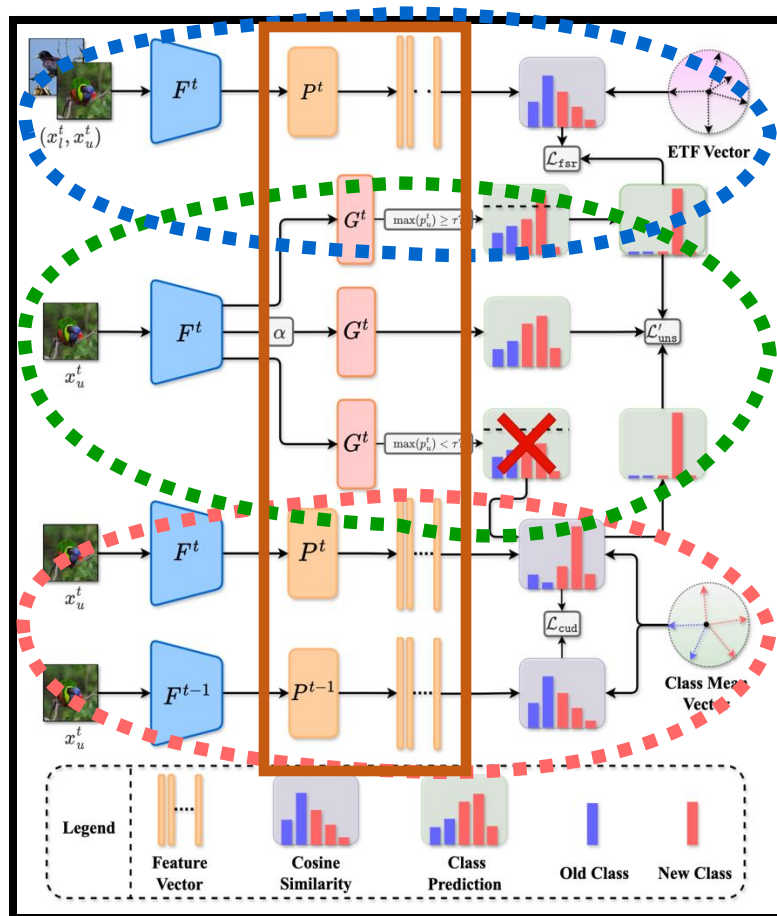 F^t
P^t
(x_l^t, x_u^t)
ETF Vector
ℒ_fsr
G^t
max(p_u^t) ≥ τ?
F^t
α
G^t
ℒ'_uns
x_u^t
G^t
max(p_u^t) < τ?
F^t
P^t
x_u^t
ℒ_cud
F^{t-1}
P^{t-1}
Class Mean
Vector
x_u^t
Legend
Feature
Vector
Cosine
Similarity
Class
Prediction
Old Class
New Class